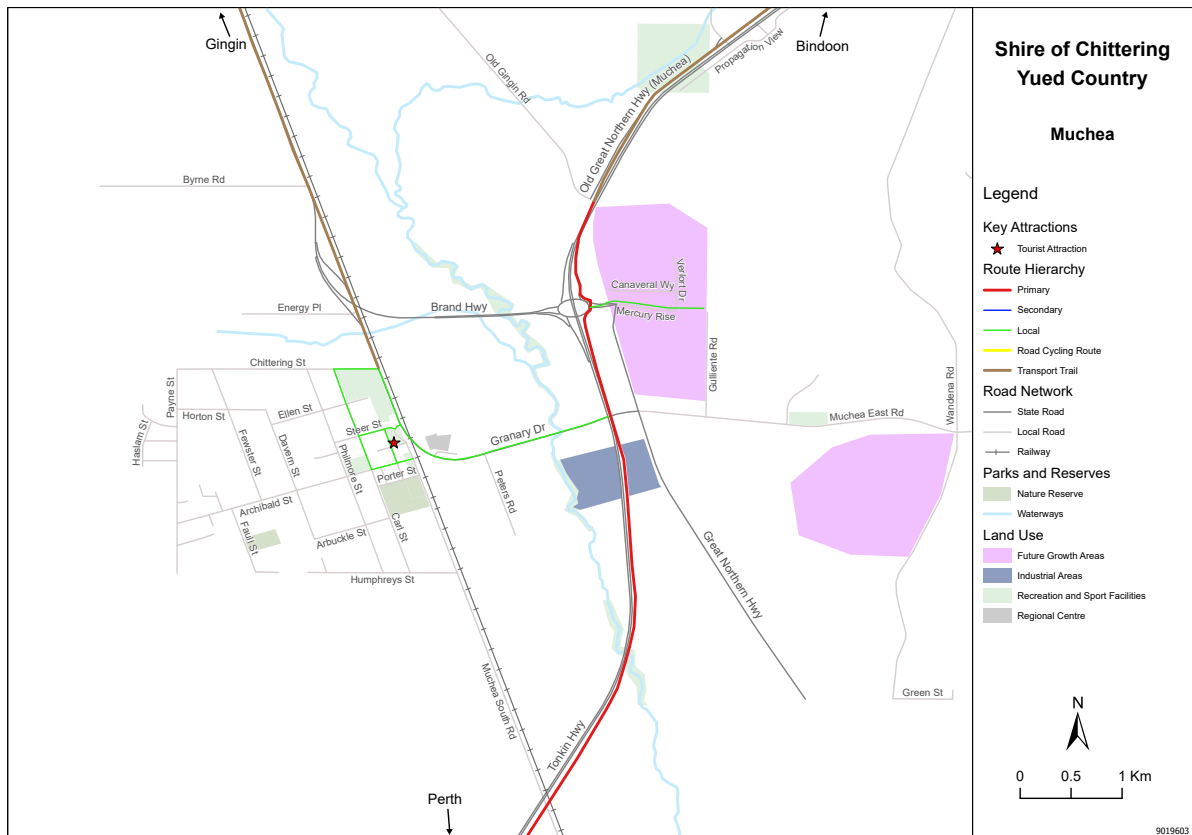 Gingin
Bindoon
Old Gingin Rd
Propagation View
Old Great Northern Hwy (Muchea)
Byrne Rd
Canaveral Wy
Verlort Dr
Energy Pl
Brand Hwy
Mercury Rise
Gulliente Rd
Wandena Rd
Chittering St
Payne St
Ellen St
Horton St
Steer St
Muchea East Rd
Haslam St
Fewster St
Davern St
Philmore St
Granary Dr
Porter St
Peters Rd
Archibald St
Carl St
Faull St
Arbuckle St
Great Northern Hwy
Humphreys St
Muchea South Rd
Green St
Tonkin Hwy
Perth
Shire of Chittering
Yued Country
Muchea
Legend
Key Attractions
Tourist Attraction
Route Hierarchy
Primary
Secondary
Local
Road Cycling Route
Transport Trail
Road Network
State Road
Local Road
Railway
Parks and Reserves
Nature Reserve
Waterways
Land Use
Future Growth Areas
Industrial Areas
Recreation and Sport Facilities
Regional Centre
N
0 0.5 1 Km
9019603